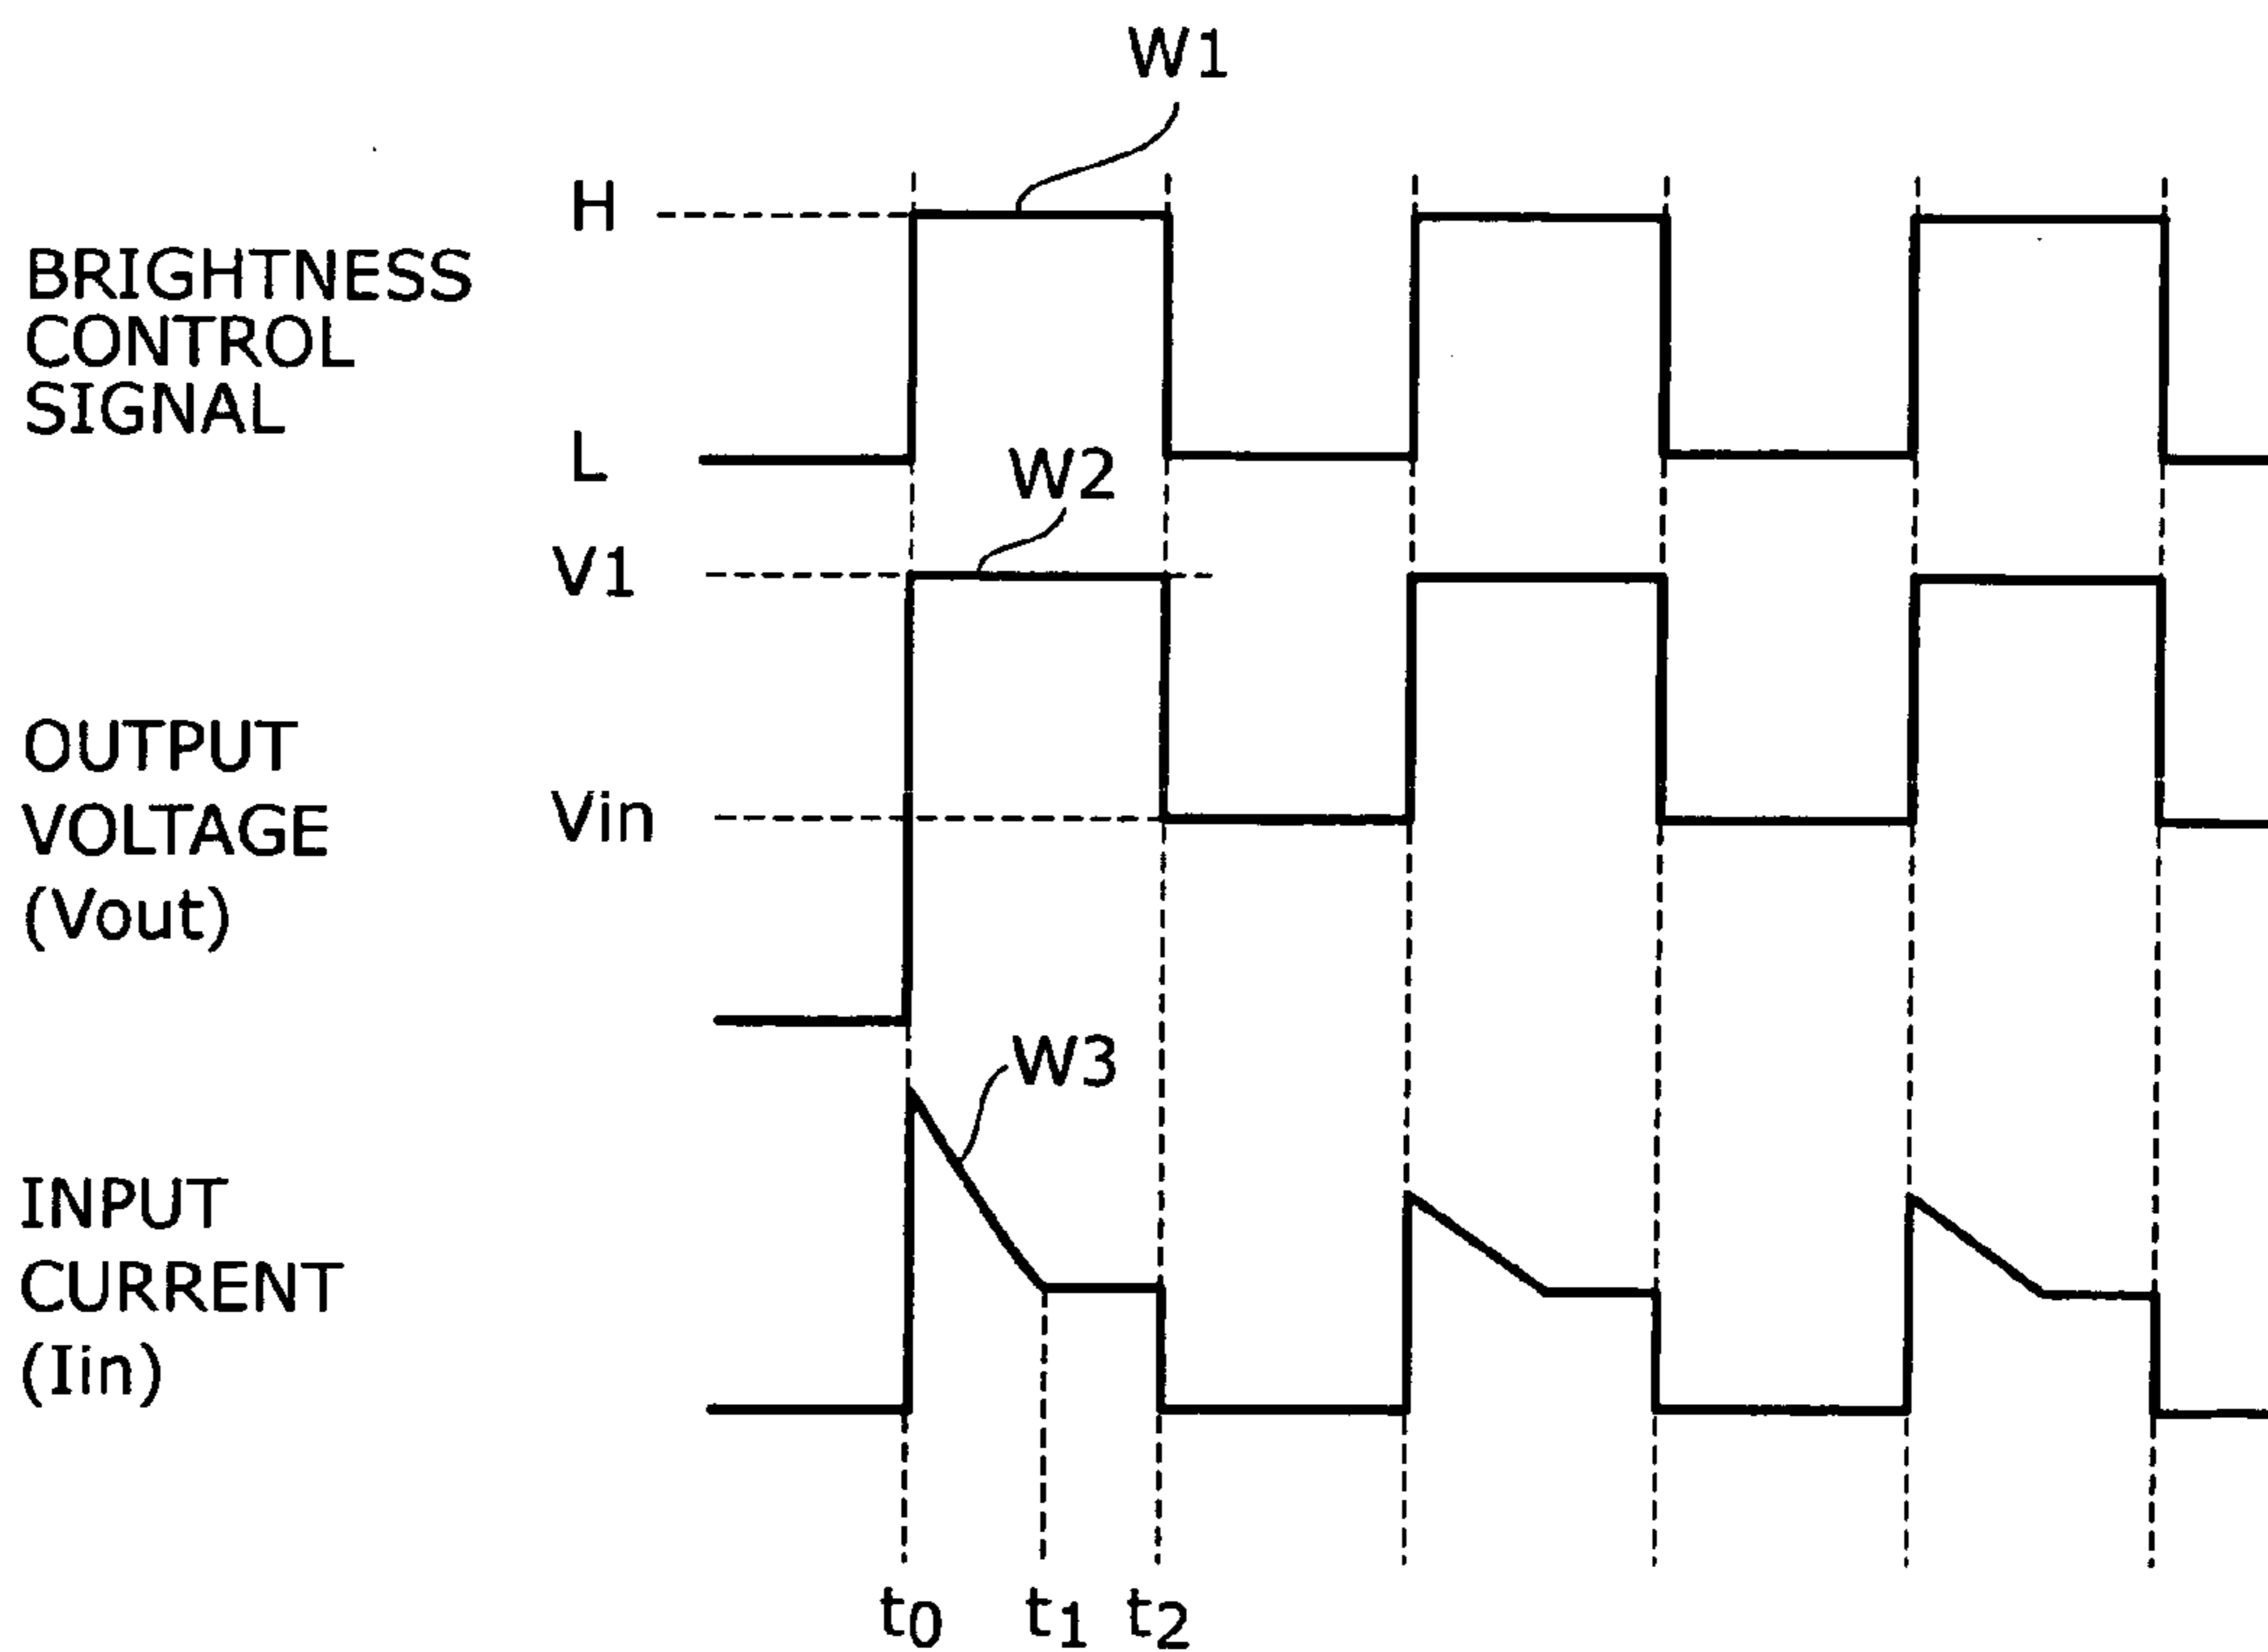 W1
H
BRIGHTNESS
CONTROL
SIGNAL
L
W2
V1
OUTPUT
VOLTAGE
(Vout)
Vin
W3
INPUT
CURRENT
(Iin)
t0 t1 t2